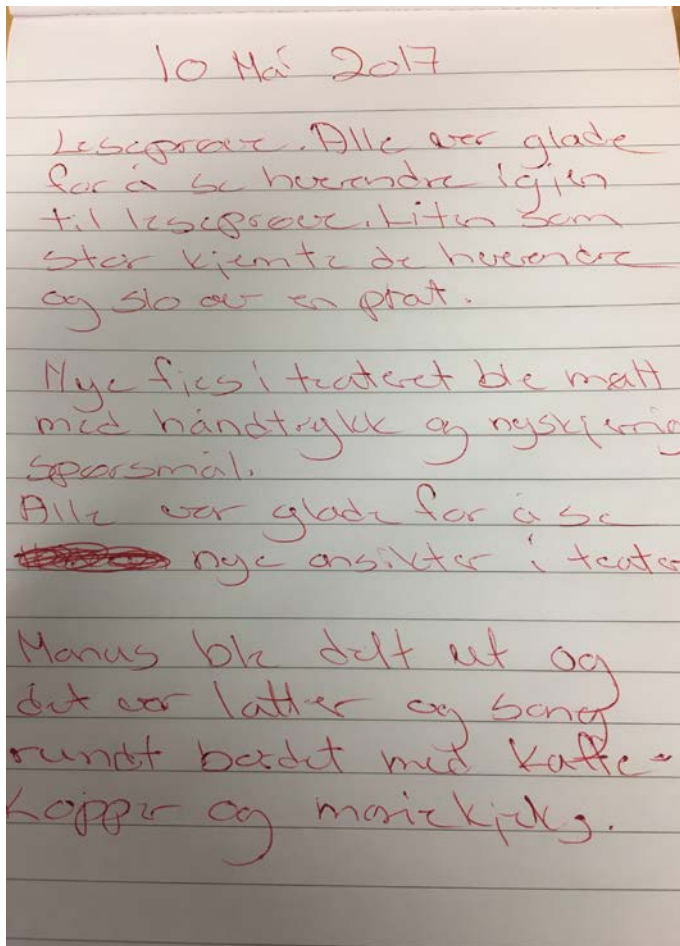 10 Mai 2017
Leseprøve. Alle var glade
for å se hverandre igjen
til leseprøve. Liten som
stor kjente de hverandre
og slo av en prat.
Nye fjes i teateret ble møtt
med håndtrykk og nyskjerrig
spørsmål.
Alle var glade for å se
nye ansikter i teater
Manus ble delt ut og
det var latter og sang
rundt bordet med kaffe-
kopper og mariekjeks.